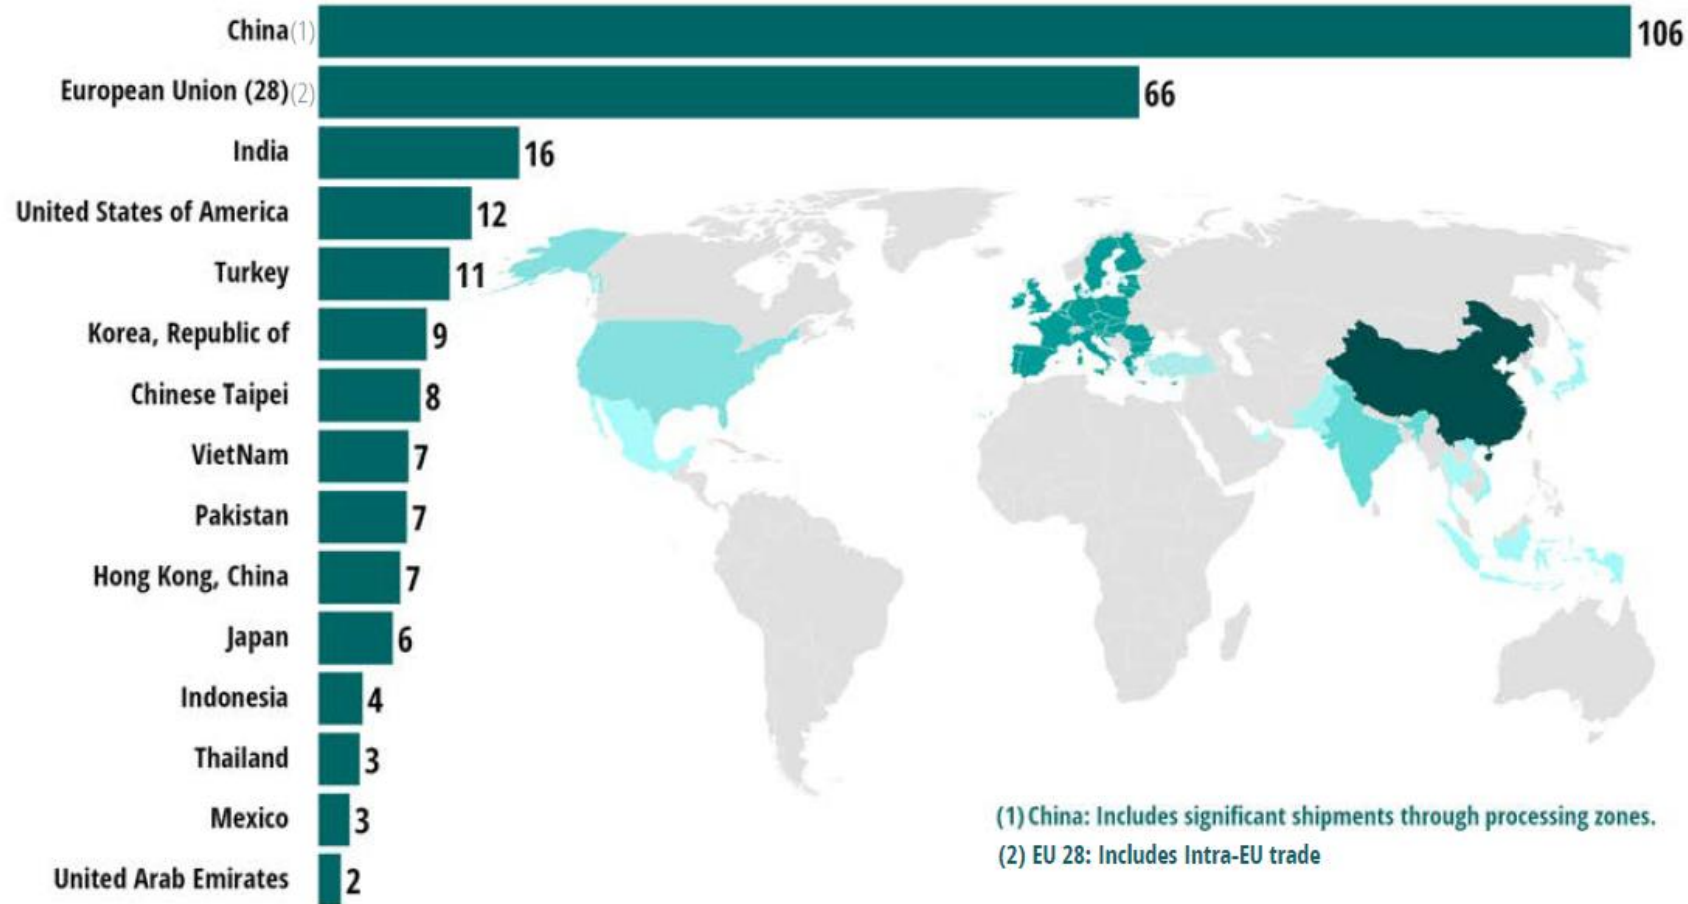 China(1) 106
European Union (28)(2) 66
India 16
United States of America 12
Turkey 11
Korea, Republic of 9
Chinese Taipei 8
VietNam 7
Pakistan 7
Hong Kong, China 7
Japan 6
Indonesia 4
Thailand 3
Mexico 3
United Arab Emirates 2
(1) China: Includes significant shipments through processing zones.
(2) EU 28: Includes Intra-EU trade